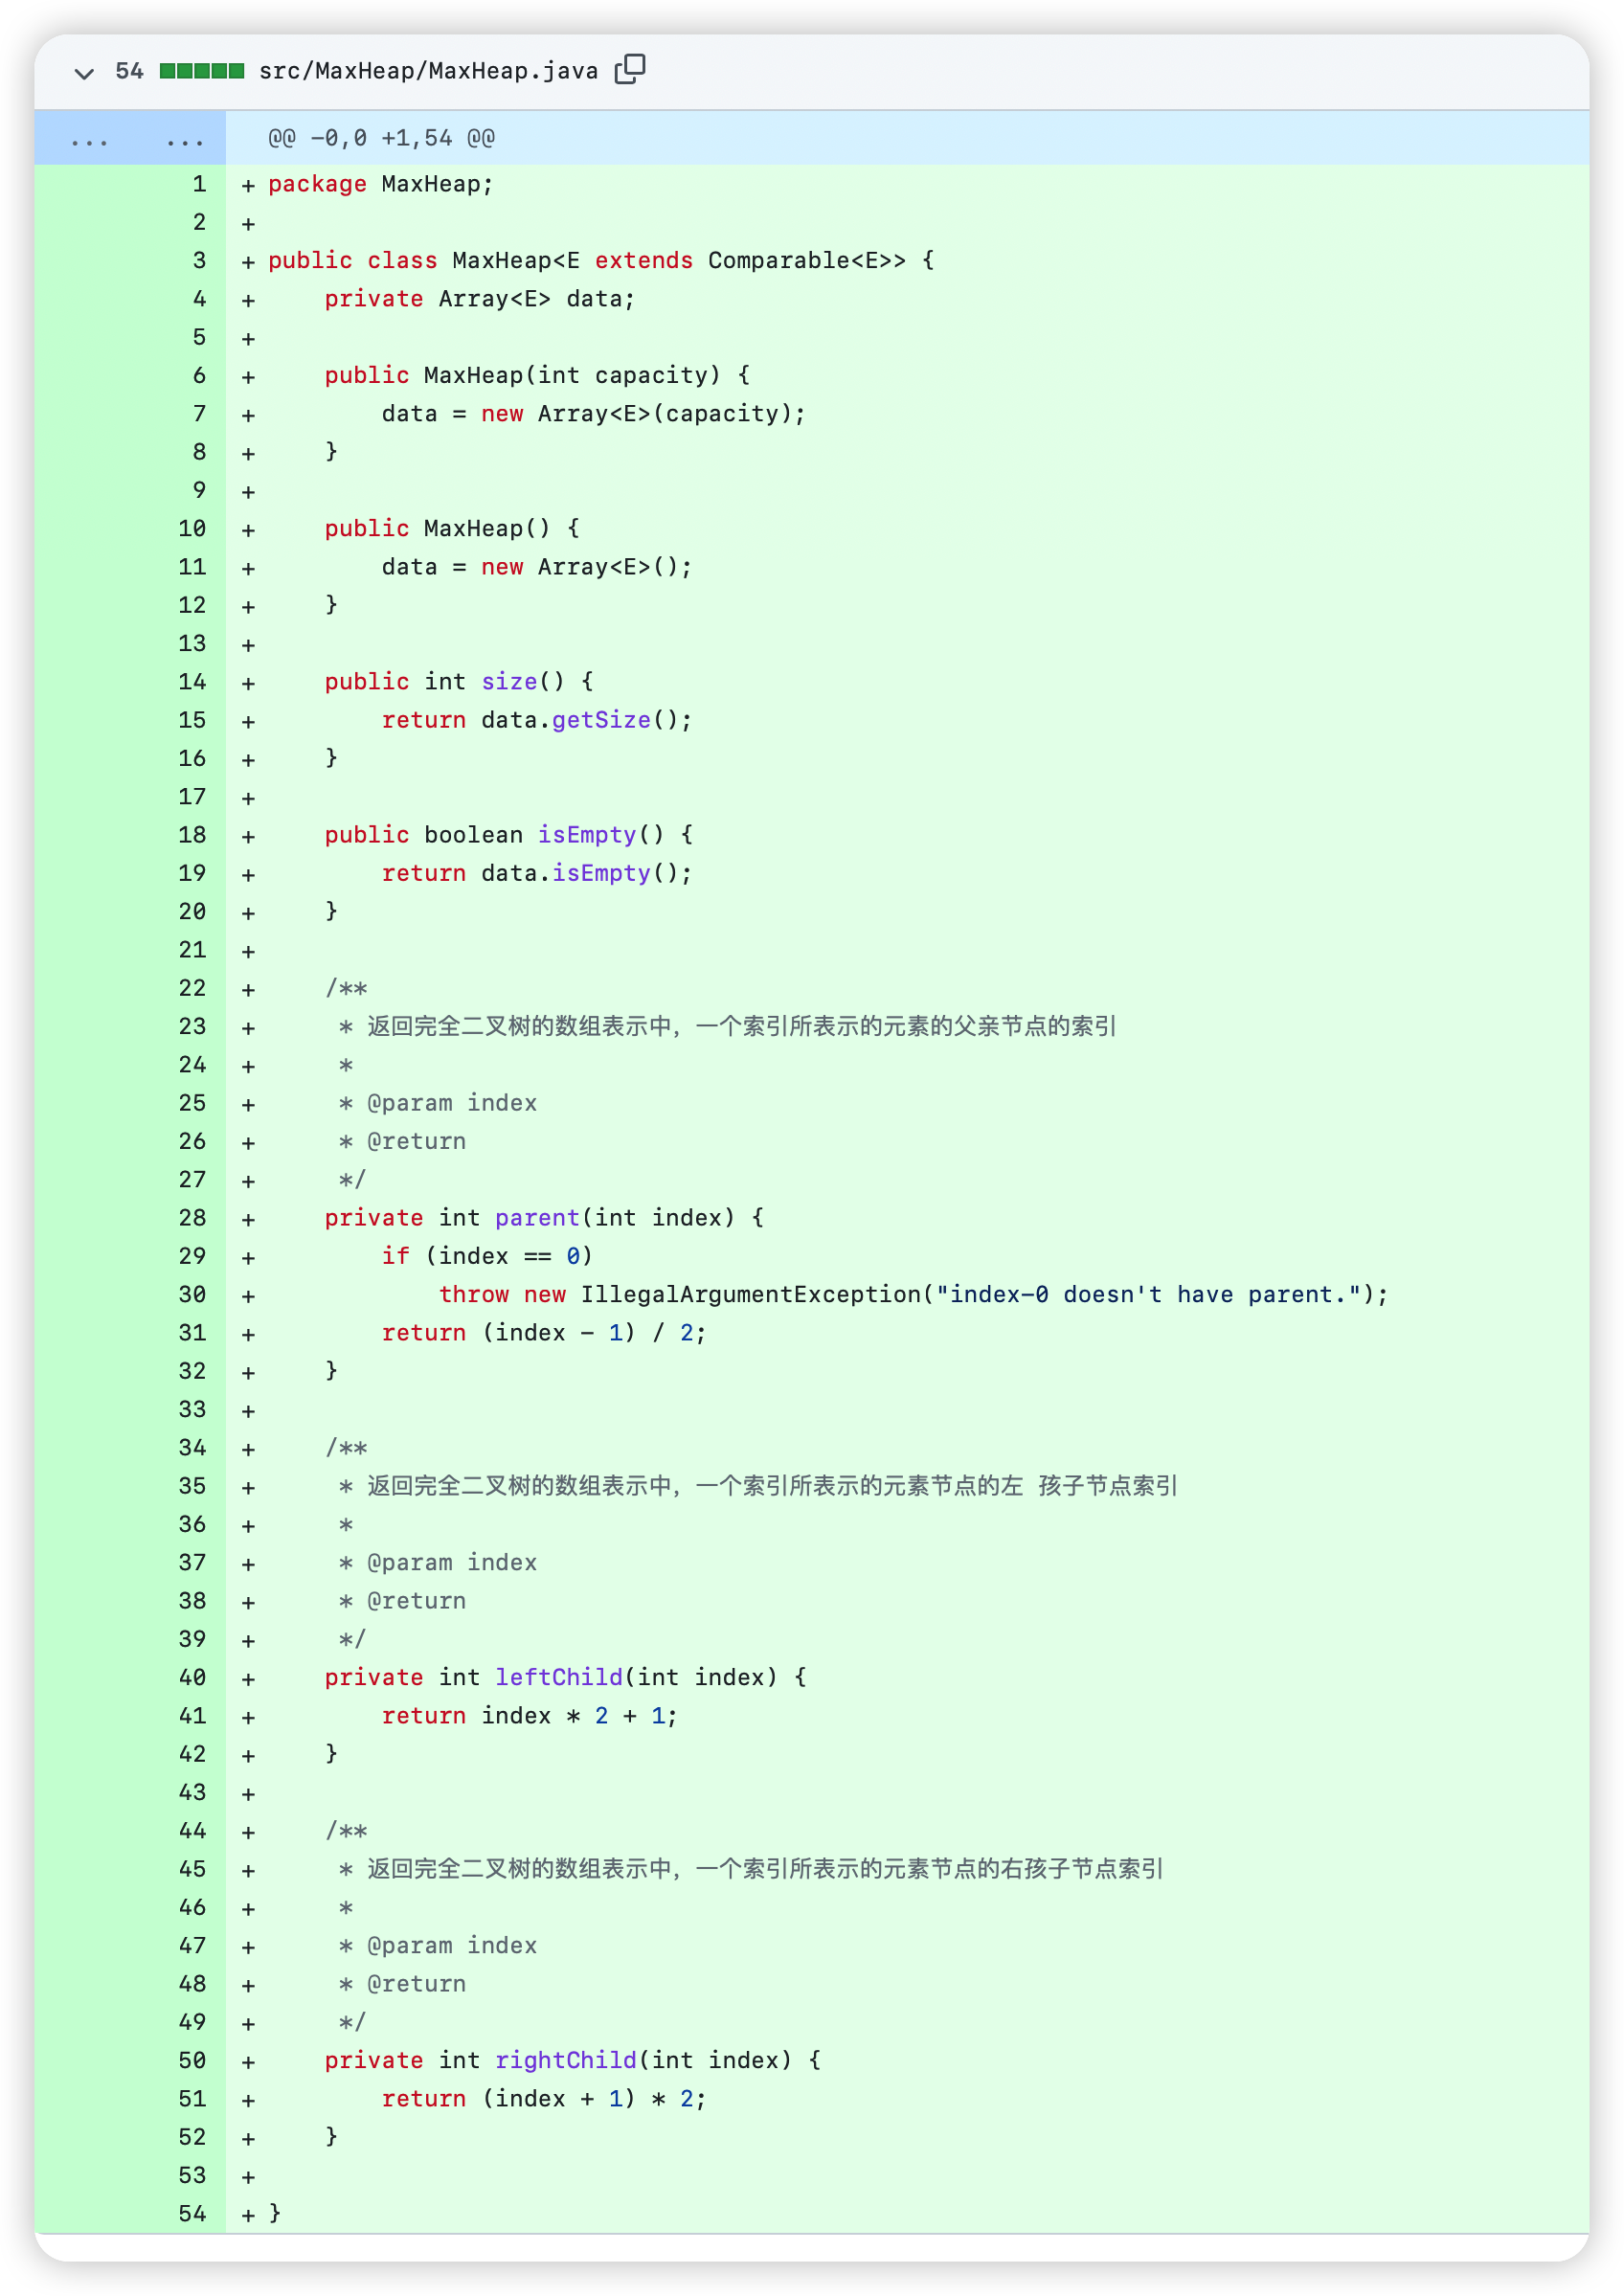 54 src/MaxHeap/MaxHeap.java
... ... @@ -0,0 +1,54 @@
1 + package MaxHeap;
2 +
3 + public class MaxHeap<E extends Comparable<E>> {
4 +     private Array<E> data;
5 +
6 +     public MaxHeap(int capacity) {
7 +         data = new Array<E>(capacity);
8 +     }
9 +
10 +     public MaxHeap() {
11 +         data = new Array<E>();
12 +     }
13 +
14 +     public int size() {
15 +         return data.getSize();
16 +     }
17 +
18 +     public boolean isEmpty() {
19 +         return data.isEmpty();
20 +     }
21 +
22 +     /**
23 +      * 返回完全二叉树的数组表示中，一个索引所表示的元素的父亲节点的索引
24 +      *
25 +      * @param index
26 +      * @return
27 +      */
28 +     private int parent(int index) {
29 +         if (index == 0)
30 +             throw new IllegalArgumentException("index-0 doesn't have parent.");
31 +         return (index - 1) / 2;
32 +     }
33 +
34 +     /**
35 +      * 返回完全二叉树的数组表示中，一个索引所表示的元素节点的左 孩子节点索引
36 +      *
37 +      * @param index
38 +      * @return
39 +      */
40 +     private int leftChild(int index) {
41 +         return index * 2 + 1;
42 +     }
43 +
44 +     /**
45 +      * 返回完全二叉树的数组表示中，一个索引所表示的元素节点的右孩子节点索引
46 +      *
47 +      * @param index
48 +      * @return
49 +      */
50 +     private int rightChild(int index) {
51 +         return (index + 1) * 2;
52 +     }
53 +
54 + }